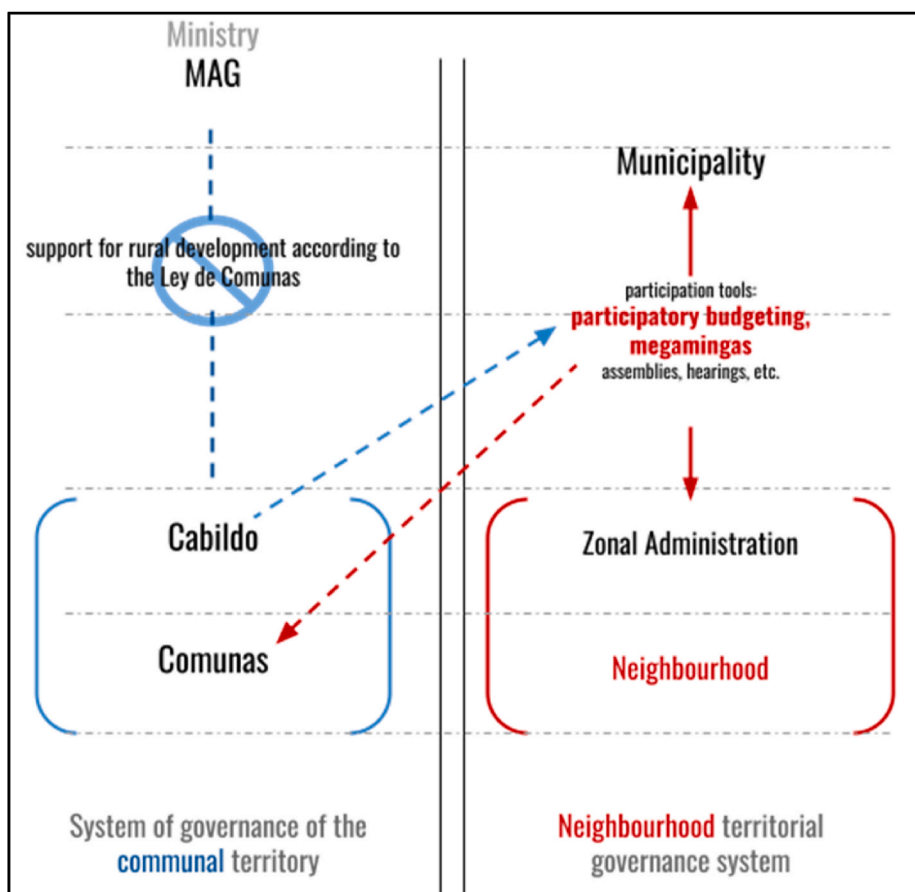 Ministry
MAG
support for rural development according to
the Ley de Comunas
Cabildo
Comunas
System of governance of the
communal territory
Municipality
participation tools:
participatory budgeting,
megamingas
assemblies, hearings, etc.
Zonal Administration
Neighbourhood
Neighbourhood territorial
governance system